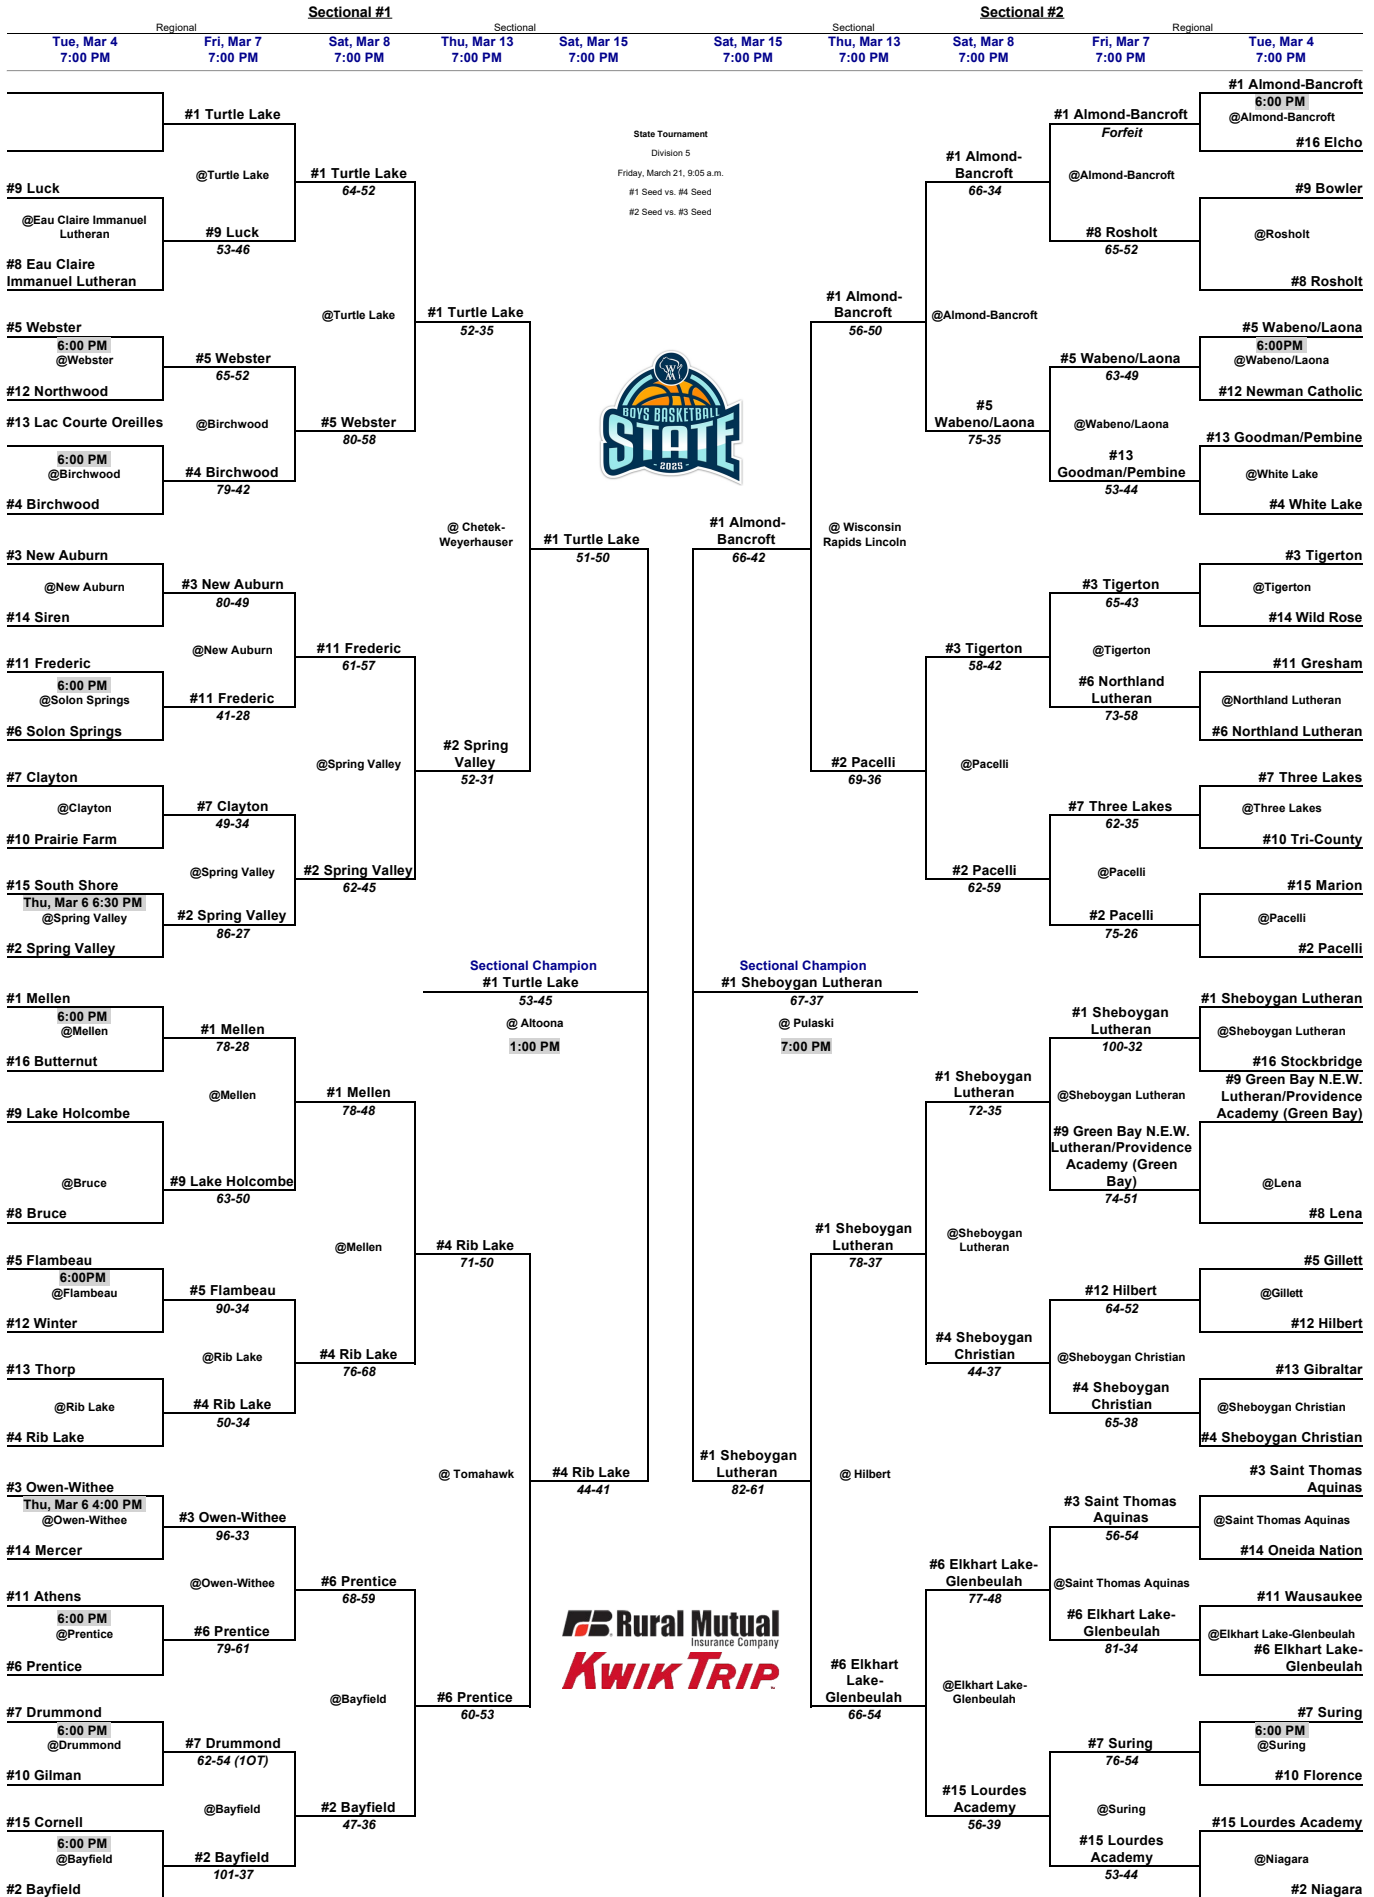 Sectional #1
Sectional #2
Regional
Sectional
Sectional
Regional
Tue, Mar 4
7:00 PM
Fri, Mar 7
7:00 PM
Sat, Mar 8
7:00 PM
Thu, Mar 13
7:00 PM
Sat, Mar 15
7:00 PM
Sat, Mar 15
7:00 PM
Thu, Mar 13
7:00 PM
Sat, Mar 8
7:00 PM
Fri, Mar 7
7:00 PM
Tue, Mar 4
7:00 PM
#9 Luck
@Eau Claire Immanuel
Lutheran
#8 Eau Claire
Immanuel Lutheran
#5 Webster
6:00 PM
@Webster
#12 Northwood
#13 Lac Courte Oreilles
6:00 PM
@Birchwood
#4 Birchwood
#3 New Auburn
@New Auburn
#14 Siren
#11 Frederic
6:00 PM
@Solon Springs
#6 Solon Springs
#7 Clayton
@Clayton
#10 Prairie Farm
#15 South Shore
Thu, Mar 6 6:30 PM
@Spring Valley
#2 Spring Valley
#1 Mellen
6:00 PM
@Mellen
#16 Butternut
#9 Lake Holcombe
@Bruce
#8 Bruce
#5 Flambeau
6:00PM
@Flambeau
#12 Winter
#13 Thorp
@Rib Lake
#4 Rib Lake
#3 Owen-Withee
Thu, Mar 6 4:00 PM
@Owen-Withee
#14 Mercer
#11 Athens
6:00 PM
@Prentice
#6 Prentice
#7 Drummond
6:00 PM
@Drummond
#10 Gilman
#15 Cornell
6:00 PM
@Bayfield
#2 Bayfield
#1 Turtle Lake
@Turtle Lake
#9 Luck
53-46
#5 Webster
65-52
@Birchwood
#4 Birchwood
79-42
#3 New Auburn
80-49
@New Auburn
#11 Frederic
41-28
#7 Clayton
49-34
@Spring Valley
#2 Spring Valley
86-27
#1 Mellen
78-28
@Mellen
#9 Lake Holcombe
63-50
#5 Flambeau
90-34
@Rib Lake
#4 Rib Lake
50-34
#3 Owen-Withee
96-33
@Owen-Withee
#6 Prentice
79-61
#7 Drummond
62-54 (1OT)
@Bayfield
#2 Bayfield
101-37
#1 Turtle Lake
64-52
@Turtle Lake
#5 Webster
80-58
#11 Frederic
61-57
@Spring Valley
#2 Spring Valley
62-45
#1 Mellen
78-48
@Mellen
#4 Rib Lake
76-68
#6 Prentice
68-59
@Bayfield
#2 Bayfield
47-36
#1 Turtle Lake
52-35
@ Chetek-
Weyerhauser
#2 Spring
Valley
52-31
#4 Rib Lake
71-50
@ Tomahawk
#6 Prentice
60-53
#1 Turtle Lake
51-50
Sectional Champion
#1 Turtle Lake
53-45
@ Altoona
1:00 PM
#4 Rib Lake
44-41
State Tournament
Division 5
Friday, March 21, 9:05 a.m.
#1 Seed vs. #4 Seed
#2 Seed vs. #3 Seed
WIAA
BOYS BASKETBALL
STATE
- 2025 -
Rural Mutual
Insurance Company
KWIK TRIP
#1 Almond-
Bancroft
66-42
Sectional Champion
#1 Sheboygan Lutheran
67-37
@ Pulaski
7:00 PM
#1 Sheboygan
Lutheran
82-61
#1 Almond-
Bancroft
56-50
@ Wisconsin
Rapids Lincoln
#2 Pacelli
69-36
#1 Sheboygan
Lutheran
78-37
@ Hilbert
#6 Elkhart
Lake-
Glenbeulah
66-54
#1 Almond-
Bancroft
66-34
@Almond-Bancroft
#5
Wabeno/Laona
75-35
#3 Tigerton
58-42
@Pacelli
#2 Pacelli
62-59
#1 Sheboygan
Lutheran
72-35
@Sheboygan
Lutheran
#4 Sheboygan
Christian
44-37
#6 Elkhart Lake-
Glenbeulah
77-48
@Elkhart Lake-
Glenbeulah
#15 Lourdes
Academy
56-39
#1 Almond-Bancroft
Forfeit
@Almond-Bancroft
#8 Rosholt
65-52
#5 Wabeno/Laona
63-49
@Wabeno/Laona
#13
Goodman/Pembine
53-44
#3 Tigerton
65-43
@Tigerton
#6 Northland
Lutheran
73-58
#7 Three Lakes
62-35
@Pacelli
#2 Pacelli
75-26
#1 Sheboygan
Lutheran
100-32
@Sheboygan Lutheran
#9 Green Bay N.E.W.
Lutheran/Providence
Academy (Green
Bay)
74-51
#12 Hilbert
64-52
@Sheboygan Christian
#4 Sheboygan
Christian
65-38
#3 Saint Thomas
Aquinas
56-54
@Saint Thomas Aquinas
#6 Elkhart Lake-
Glenbeulah
81-34
#7 Suring
76-54
@Suring
#15 Lourdes
Academy
53-44
#1 Almond-Bancroft
6:00 PM
@Almond-Bancroft
#16 Elcho
#9 Bowler
@Rosholt
#8 Rosholt
#5 Wabeno/Laona
6:00PM
@Wabeno/Laona
#12 Newman Catholic
#13 Goodman/Pembine
@White Lake
#4 White Lake
#3 Tigerton
@Tigerton
#14 Wild Rose
#11 Gresham
@Northland Lutheran
#6 Northland Lutheran
#7 Three Lakes
@Three Lakes
#10 Tri-County
#15 Marion
@Pacelli
#2 Pacelli
#1 Sheboygan Lutheran
@Sheboygan Lutheran
#16 Stockbridge
#9 Green Bay N.E.W.
Lutheran/Providence
Academy (Green Bay)
@Lena
#8 Lena
#5 Gillett
@Gillett
#12 Hilbert
#13 Gibraltar
@Sheboygan Christian
#4 Sheboygan Christian
#3 Saint Thomas
Aquinas
@Saint Thomas Aquinas
#14 Oneida Nation
#11 Wausaukee
@Elkhart Lake-Glenbeulah
#6 Elkhart Lake-
Glenbeulah
#7 Suring
6:00 PM
@Suring
#10 Florence
#15 Lourdes Academy
@Niagara
#2 Niagara